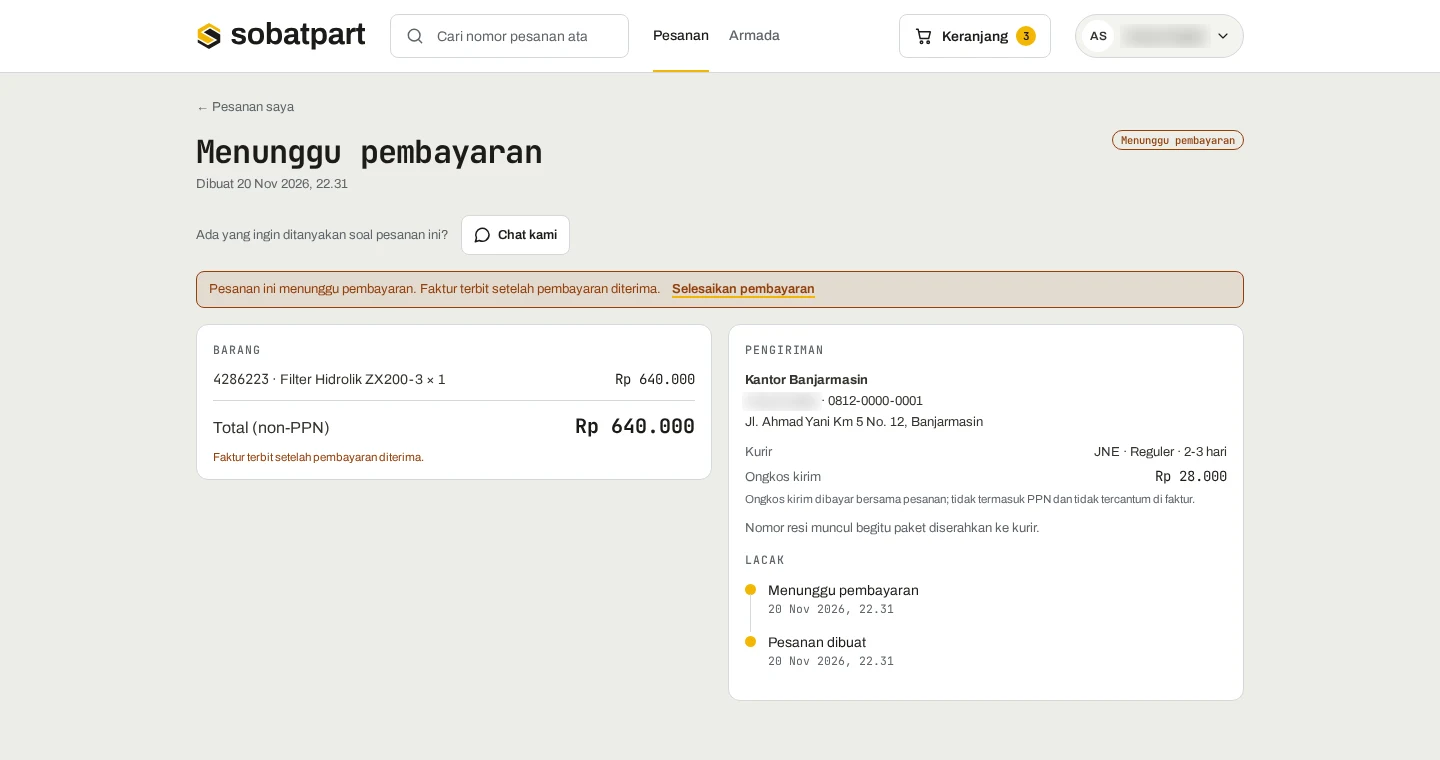 sobatpart
Cari nomor pesanan ata
Pesanan
Armada
Keranjang 3
AS
← Pesanan saya
Menunggu pembayaran
Menunggu pembayaran
Dibuat 20 Nov 2026, 22.31
Ada yang ingin ditanyakan soal pesanan ini?
Chat kami
Pesanan ini menunggu pembayaran. Faktur terbit setelah pembayaran diterima. Selesaikan pembayaran
BARANG
4286223 · Filter Hidrolik ZX200-3 × 1 Rp 640.000
Total (non-PPN) Rp 640.000
Faktur terbit setelah pembayaran diterima.
PENGIRIMAN
Kantor Banjarmasin
· 0812-0000-0001
Jl. Ahmad Yani Km 5 No. 12, Banjarmasin
Kurir JNE · Reguler · 2-3 hari
Ongkos kirim Rp 28.000
Ongkos kirim dibayar bersama pesanan; tidak termasuk PPN dan tidak tercantum di faktur.
Nomor resi muncul begitu paket diserahkan ke kurir.
LACAK
Menunggu pembayaran
20 Nov 2026, 22.31
Pesanan dibuat
20 Nov 2026, 22.31